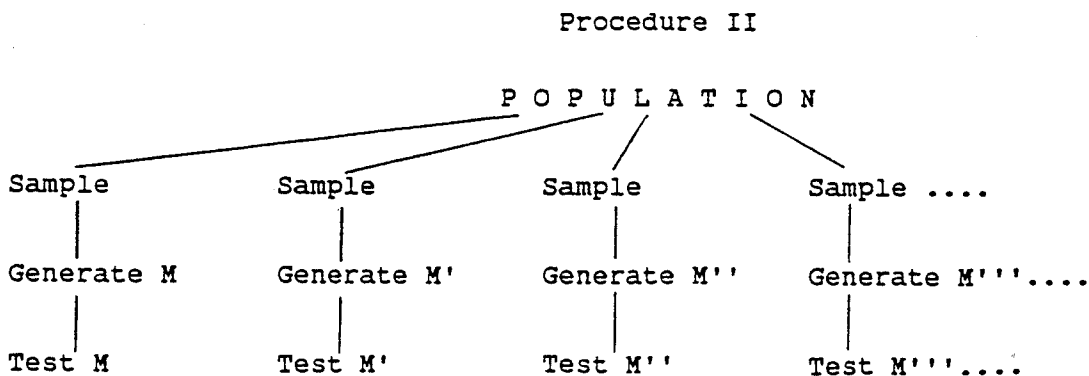 Procedure II
P O P U L A T I O N
Sample Sample Sample Sample ....
Generate M Generate M' Generate M'' Generate M'''....
Test M Test M' Test M'' Test M'''....